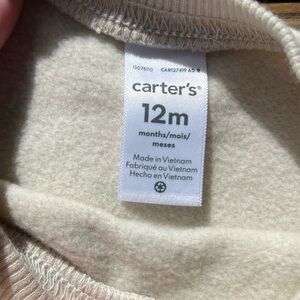 carter's®
12m
months/mois/
meses
Made in Vietnam
Fabriqué au Vietnam
Hecho en Vietnam